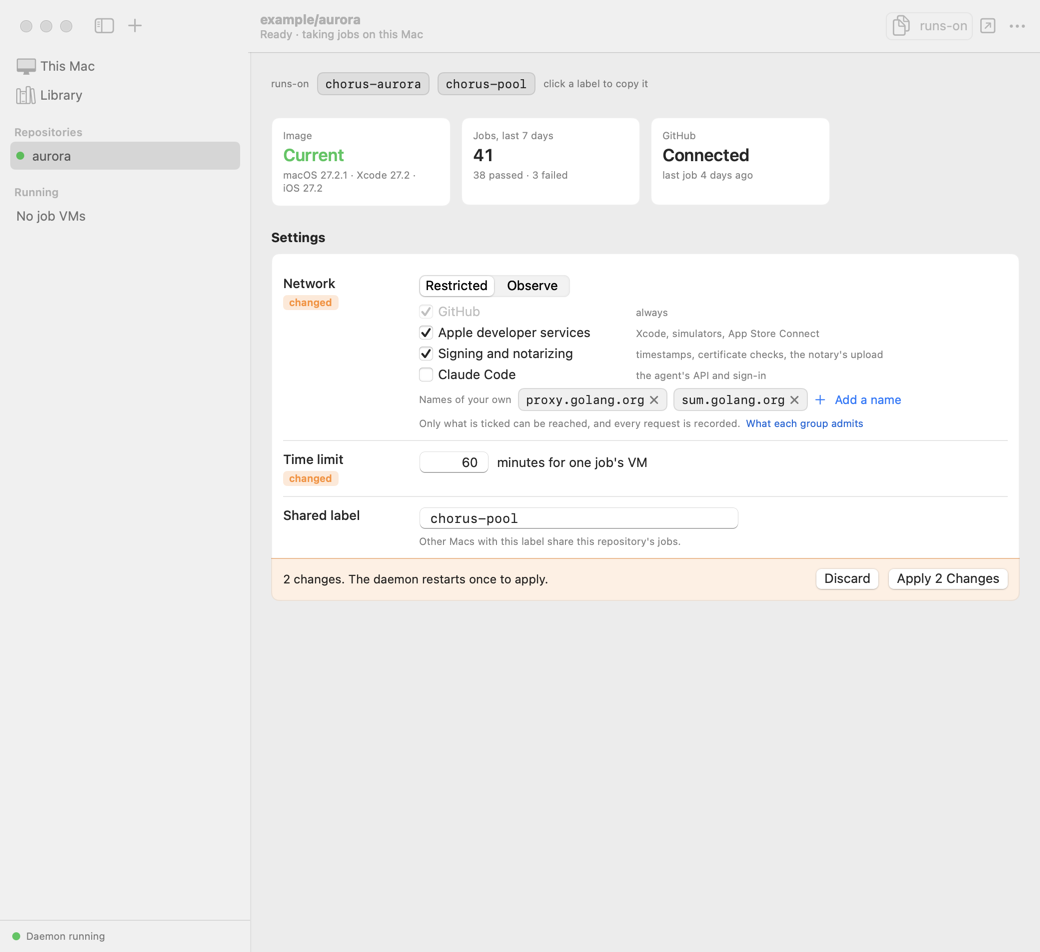 example/aurora
Ready · taking jobs on this Mac
runs-on
This Mac
Library
Repositories
aurora
Running
No job VMs
runs-on chorus-aurora chorus-pool click a label to copy it
Image
Current
macOS 27.2.1 · Xcode 27.2 ·
iOS 27.2
Jobs, last 7 days
41
38 passed · 3 failed
GitHub
Connected
last job 4 days ago
Settings
Network
changed
Restricted Observe
GitHub always
Apple developer services Xcode, simulators, App Store Connect
Signing and notarizing timestamps, certificate checks, the notary's upload
Claude Code the agent's API and sign-in
Names of your own proxy.golang.org sum.golang.org Add a name
Only what is ticked can be reached, and every request is recorded. What each group admits
Time limit
changed
60 minutes for one job's VM
Shared label
chorus-pool
Other Macs with this label share this repository's jobs.
2 changes. The daemon restarts once to apply. Discard Apply 2 Changes
Daemon running